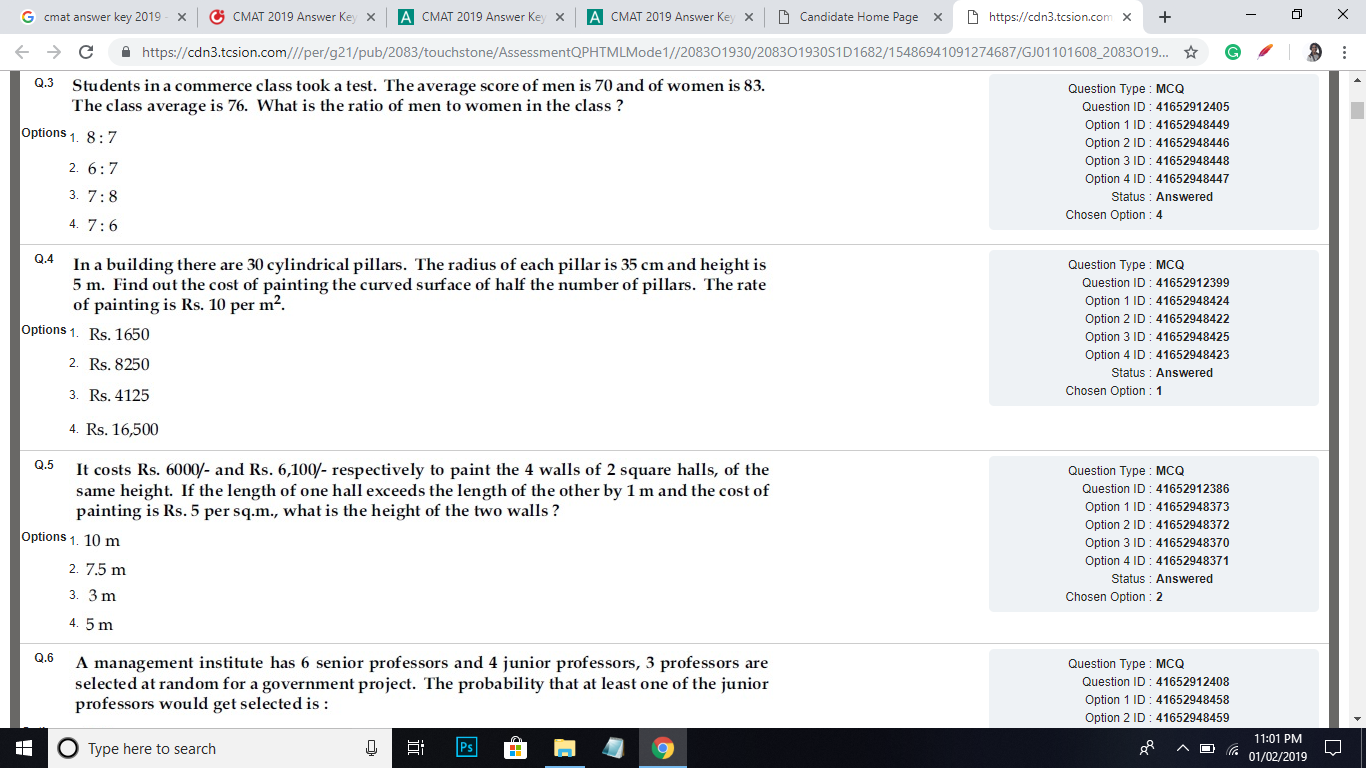 cmat answer key 2019 -
CMAT 2019 Answer Key
CMAT 2019 Answer Key
CMAT 2019 Answer Key
Candidate Home Page
https://cdn3.tcsion.com
https://cdn3.tcsion.com///per/g21/pub/2083/touchstone/AssessmentQPHTMLMode1//2083O1930/2083O1930S1D1682/15486941091274687/GJ01101608_2083O19...
Q.3 Students in a commerce class took a test. The average score of men is 70 and of women is 83.
The class average is 76. What is the ratio of men to women in the class ?
Options 1. 8 : 7
2. 6 : 7
3. 7 : 8
4. 7 : 6
Question Type : MCQ
Question ID : 41652912405
Option 1 ID : 41652948449
Option 2 ID : 41652948446
Option 3 ID : 41652948448
Option 4 ID : 41652948447
Status : Answered
Chosen Option : 4
Q.4 In a building there are 30 cylindrical pillars. The radius of each pillar is 35 cm and height is
5 m. Find out the cost of painting the curved surface of half the number of pillars. The rate
of painting is Rs. 10 per m².
Options 1. Rs. 1650
2. Rs. 8250
3. Rs. 4125
4. Rs. 16,500
Question Type : MCQ
Question ID : 41652912399
Option 1 ID : 41652948424
Option 2 ID : 41652948422
Option 3 ID : 41652948425
Option 4 ID : 41652948423
Status : Answered
Chosen Option : 1
Q.5 It costs Rs. 6000/- and Rs. 6,100/- respectively to paint the 4 walls of 2 square halls, of the
same height. If the length of one hall exceeds the length of the other by 1 m and the cost of
painting is Rs. 5 per sq.m., what is the height of the two walls ?
Options 1. 10 m
2. 7.5 m
3. 3 m
4. 5 m
Question Type : MCQ
Question ID : 41652912386
Option 1 ID : 41652948373
Option 2 ID : 41652948372
Option 3 ID : 41652948370
Option 4 ID : 41652948371
Status : Answered
Chosen Option : 2
Q.6 A management institute has 6 senior professors and 4 junior professors, 3 professors are
selected at random for a government project. The probability that at least one of the junior
professors would get selected is :
Question Type : MCQ
Question ID : 41652912408
Option 1 ID : 41652948458
Option 2 ID : 41652948459
Type here to search
Ps
11:01 PM
01/02/2019